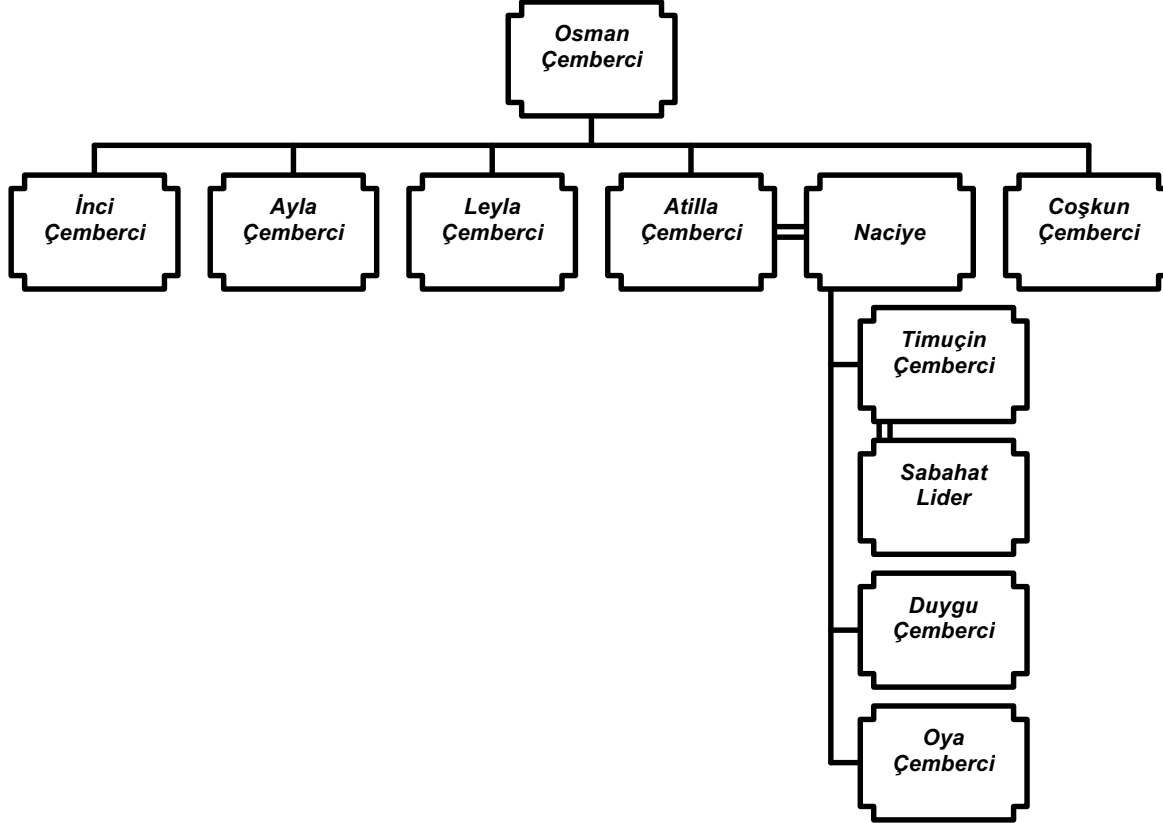 Osman
Çemberci
İnci
Çemberci
Ayla
Çemberci
Leyla
Çemberci
Atilla
Çemberci
Naciye
Coşkun
Çemberci
Timuçin
Çemberci
Sabahat
Lider
Duygu
Çemberci
Oya
Çemberci